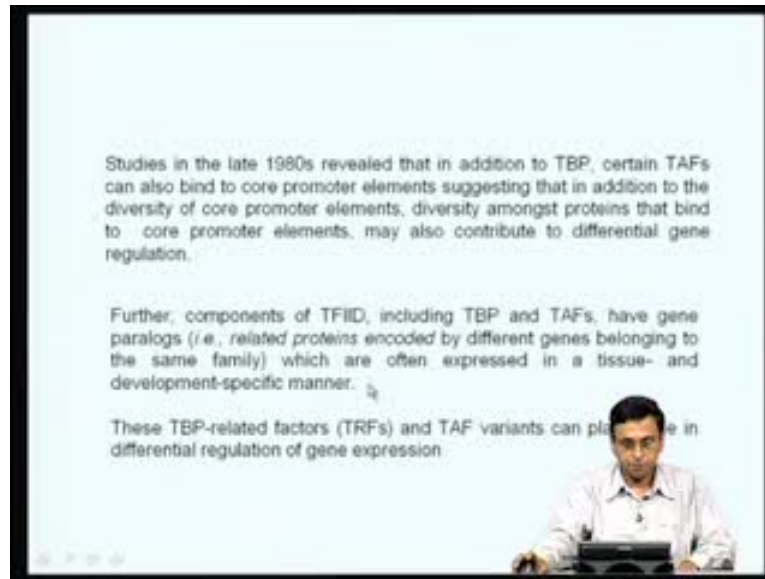 Studies in the late 1980s revealed that in addition to TBP, certain TAFs
can also bind to core promoter elements suggesting that in addition to the
diversity of core promoter elements, diversity amongst proteins that bind
to core promoter elements, may also contribute to differential gene
regulation.
Further, components of TFIID, including TBP and TAFs, have gene
paralogs (i.e., related proteins encoded by different genes belonging to
the same family) which are often expressed in a tissue- and
development-specific manner.
These TBP-related factors (TRFs) and TAF variants can pla e in
differential regulation of gene expression